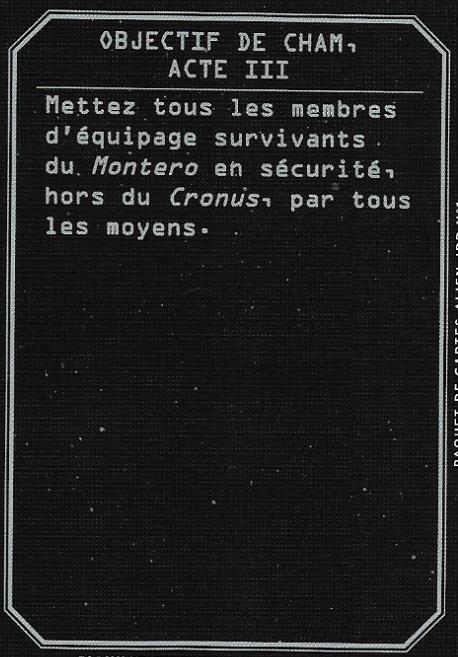 OBJECTIF DE CHAM,
ACTE III
Mettez tous les membres
d'équipage survivants
du Montero en sécurité,
hors du Cronus, par tous
les moyens.
PAQUET DE CARTES ALIEN JDR